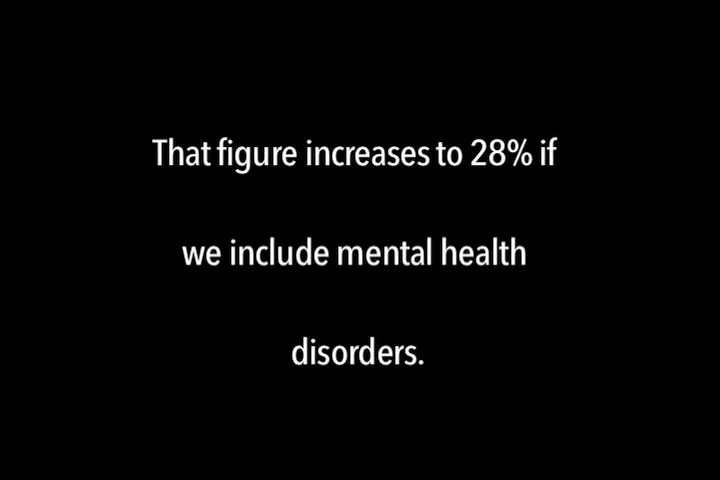 That figure increases to 28% if
we include mental health
disorders.